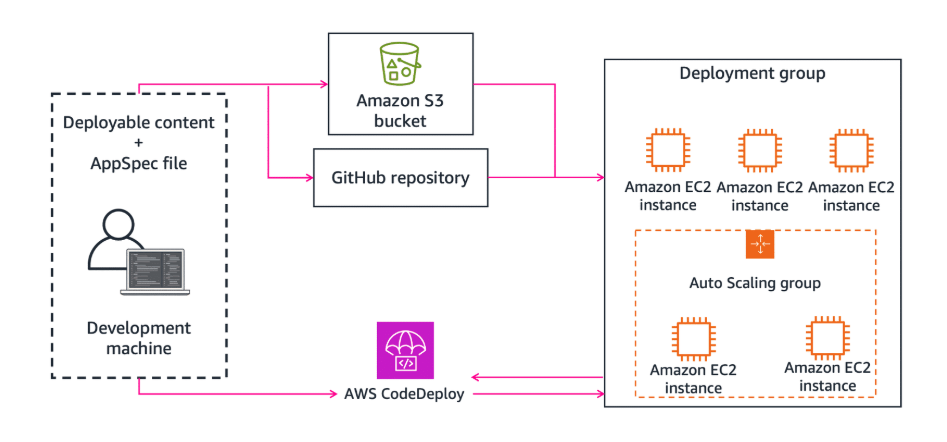 Deployable content
+
AppSpec file
Development
machine
Amazon S3
bucket
GitHub repository
AWS CodeDeploy
Deployment group
Amazon EC2
instance
Amazon EC2
instance
Amazon EC2
instance
Auto Scaling group
Amazon EC2
instance
Amazon EC2
instance